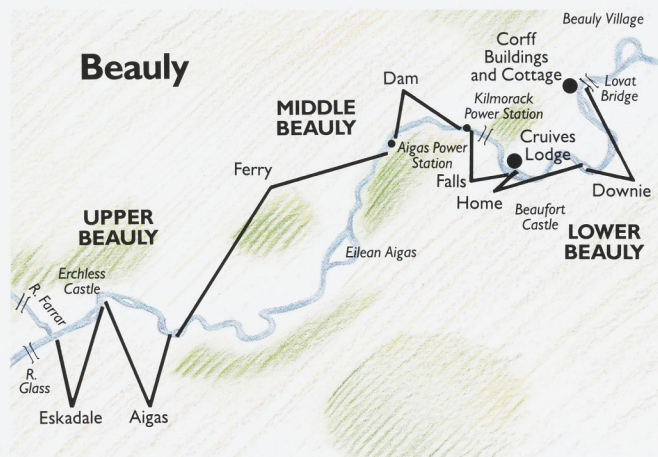 Beauly Village
Corff
Buildings
and Cottage
Lovat
Bridge
Beauly
Dam
MIDDLE
BEAULY
Kilmorack
Power Station
Aigas Power
Station
Cruives
Lodge
Ferry
Falls
Home
Downie
Beaufort
Castle
UPPER
BEAULY
LOWER
BEAULY
Eilean Aigas
Erchless
Castle
R. Farrar
R.
Glass
Eskadale
Aigas